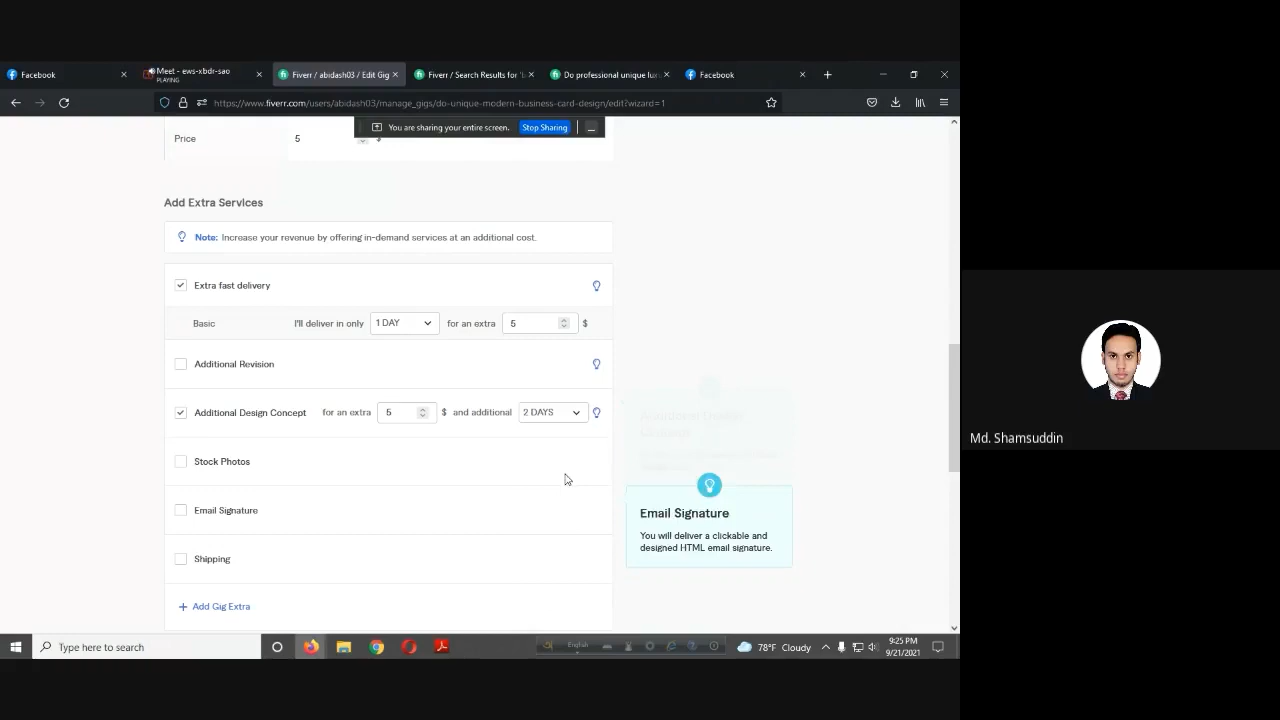 Facebook
Meet - ews-xbdr-sao
PLAYING
Fiverr / abidash03 / Edit Gig
Fiverr / Search Results for 'b
Do professional unique lux
Facebook
https://www.fiverr.com/users/abidash03/manage_gigs/do-unique-modern-business-card-design/edit?wizard=1
You are sharing your entire screen.
Stop Sharing
Price 5 $
Add Extra Services
Note: Increase your revenue by offering in-demand services at an additional cost.
Extra fast delivery
Basic I'll deliver in only 1 DAY for an extra 5 $
Additional Revision
Additional Design Concept for an extra 5 $ and additional 2 DAYS
Stock Photos
Email Signature
Shipping
+ Add Gig Extra
Email Signature
You will deliver a clickable and
designed HTML email signature.
Md. Shamsuddin
Type here to search
English
78°F Cloudy
9:25 PM
9/21/2021